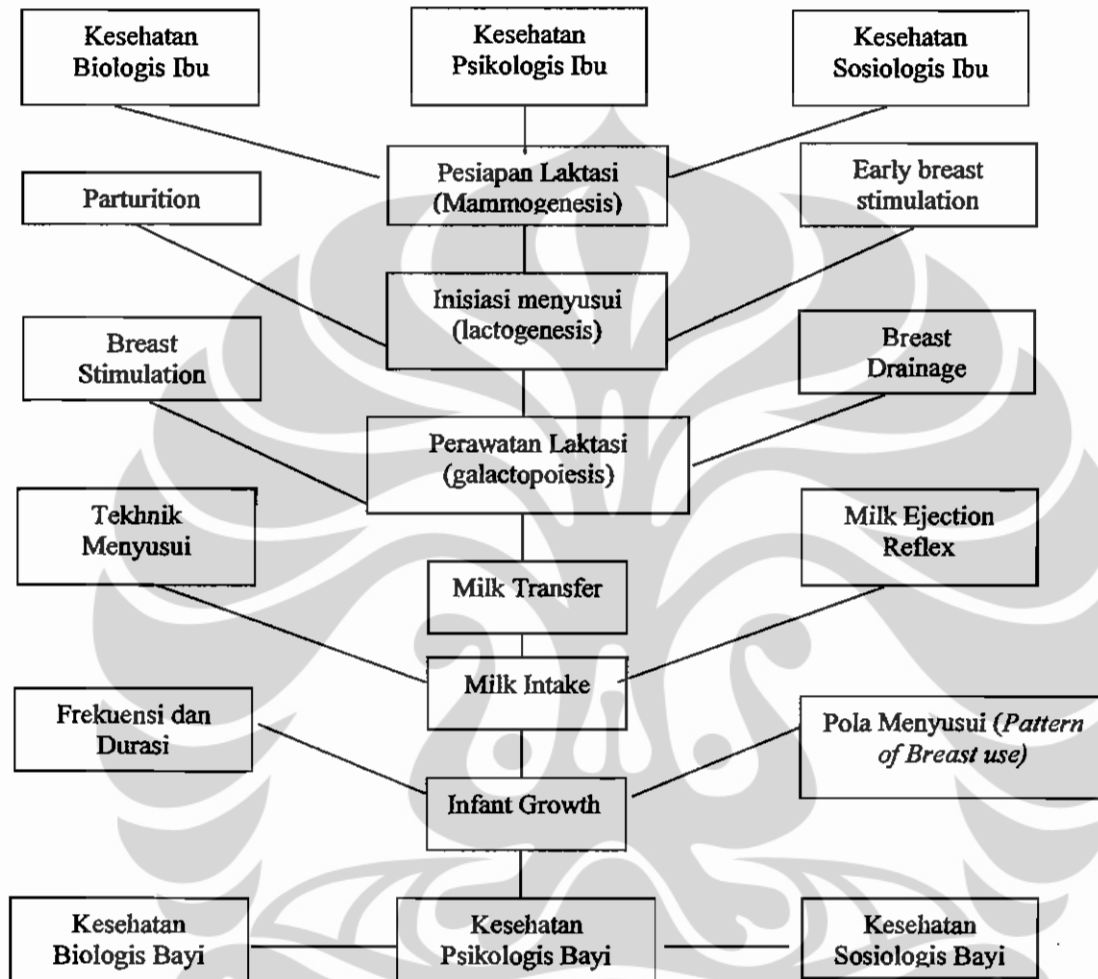 Kesehatan
Biologis Ibu
Kesehatan
Psikologis Ibu
Kesehatan
Sosiologis Ibu
Parturition
Pesiapan Laktasi
(Mammogenesis)
Early breast
stimulation
Inisiasi menyusui
(lactogenesis)
Breast
Stimulation
Breast
Drainage
Perawatan Laktasi
(galactopoiesis)
Tekhnik
Menyusui
Milk Ejection
Reflex
Milk Transfer
Milk Intake
Frekuensi dan
Durasi
Pola Menyusui (Pattern
of Breast use)
Infant Growth
Kesehatan
Biologis Bayi
Kesehatan
Psikologis Bayi
Kesehatan
Sosiologis Bayi